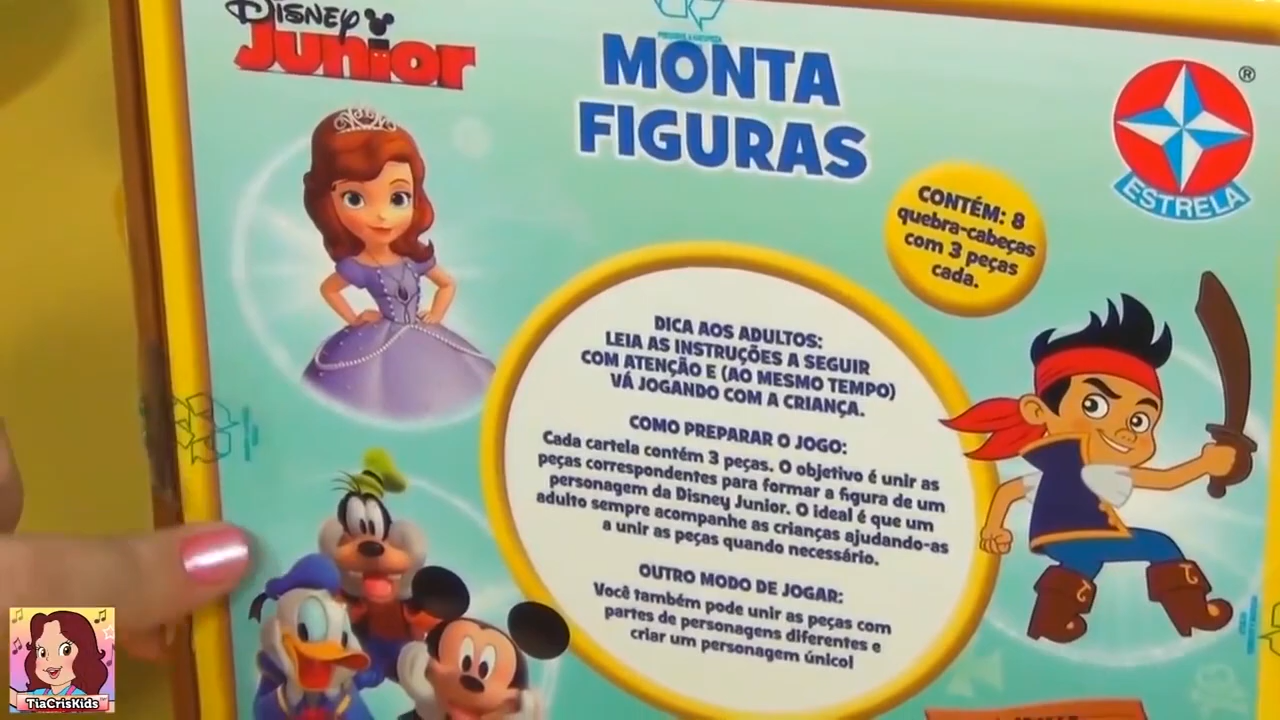 DISNEY
Junior
MONTA
FIGURAS
ESTRELA
®
CONTÉM: 8
quebra-cabeças
com 3 peças
cada.
DICA AOS ADULTOS:
LEIA AS INSTRUÇÕES A SEGUIR
COM ATENÇÃO E (AO MESMO TEMPO)
VÁ JOGANDO COM A CRIANÇA.
COMO PREPARAR O JOGO:
Cada cartela contém 3 peças. O objetivo é unir as
peças correspondentes para formar a figura de um
personagem da Disney Junior. O ideal é que um
adulto sempre acompanhe as crianças ajudando-as
a unir as peças quando necessário.
OUTRO MODO DE JOGAR:
Você também pode unir as peças com
partes de personagens diferentes e
criar um personagem único!
TiaCrisKids